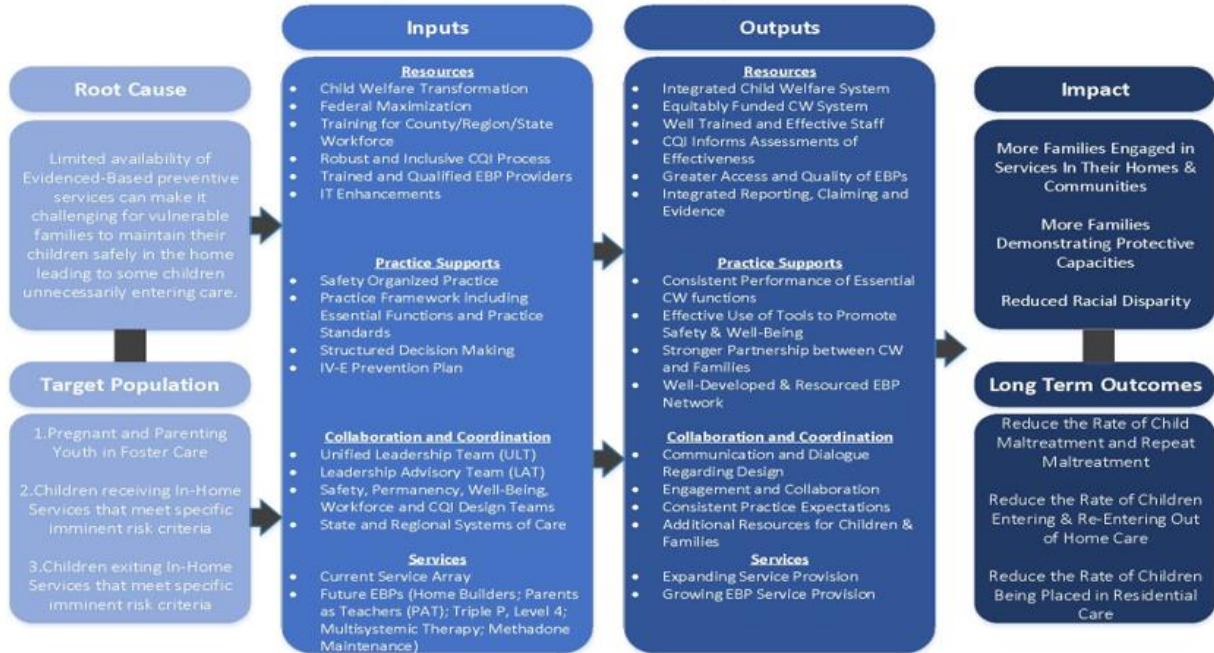 Root Cause
Limited availability of
Evidenced-Based preventive
services can make it
challenging for vulnerable
families to maintain their
children safely in the home
leading to some children
unnecessarily entering care.
Target Population
1.Pregnant and Parenting
Youth in Foster Care
2.Children receiving In-Home
Services that meet specific
imminent risk criteria
3.Children exiting In-Home
Services that meet specific
imminent risk criteria
Inputs
Resources
• Child Welfare Transformation
• Federal Maximization
• Training for County/Region/State
Workforce
• Robust and Inclusive CQI Process
• Trained and Qualified EBP Providers
• IT Enhancements
Practice Supports
• Safety Organized Practice
• Practice Framework including
Essential Functions and Practice
Standards
• Structured Decision Making
• IV-E Prevention Plan
Collaboration and Coordination
• Unified Leadership Team (ULT)
• Leadership Advisory Team (LAT)
• Safety, Permanency, Well-Being,
Workforce and CQI Design Teams
• State and Regional Systems of Care
Services
• Current Service Array
• Future EBPs (Home Builders; Parents
as Teachers (PAT); Triple P, Level 4;
Multisystemic Therapy; Methadone
Maintenance)
Outputs
Resources
• Integrated Child Welfare System
• Equitably Funded CW System
• Well Trained and Effective Staff
• CQI Informs Assessments of
Effectiveness
• Greater Access and Quality of EBPs
• Integrated Reporting, Claiming and
Evidence
Practice Supports
• Consistent Performance of Essential
CW functions
• Effective Use of Tools to Promote
Safety & Well-Being
• Stronger Partnership between CW
and Families
• Well-Developed & Resourced EBP
Network
Collaboration and Coordination
• Communication and Dialogue
Regarding Design
• Engagement and Collaboration
• Consistent Practice Expectations
• Additional Resources for Children &
Families
Services
• Expanding Service Provision
• Growing EBP Service Provision
Impact
More Families Engaged in
Services In Their Homes &
Communities
More Families
Demonstrating Protective
Capacities
Reduced Racial Disparity
Long Term Outcomes
Reduce the Rate of Child
Maltreatment and Repeat
Maltreatment
Reduce the Rate of Children
Entering & Re-Entering Out
of Home Care
Reduce the Rate of Children
Being Placed in Residential
Care